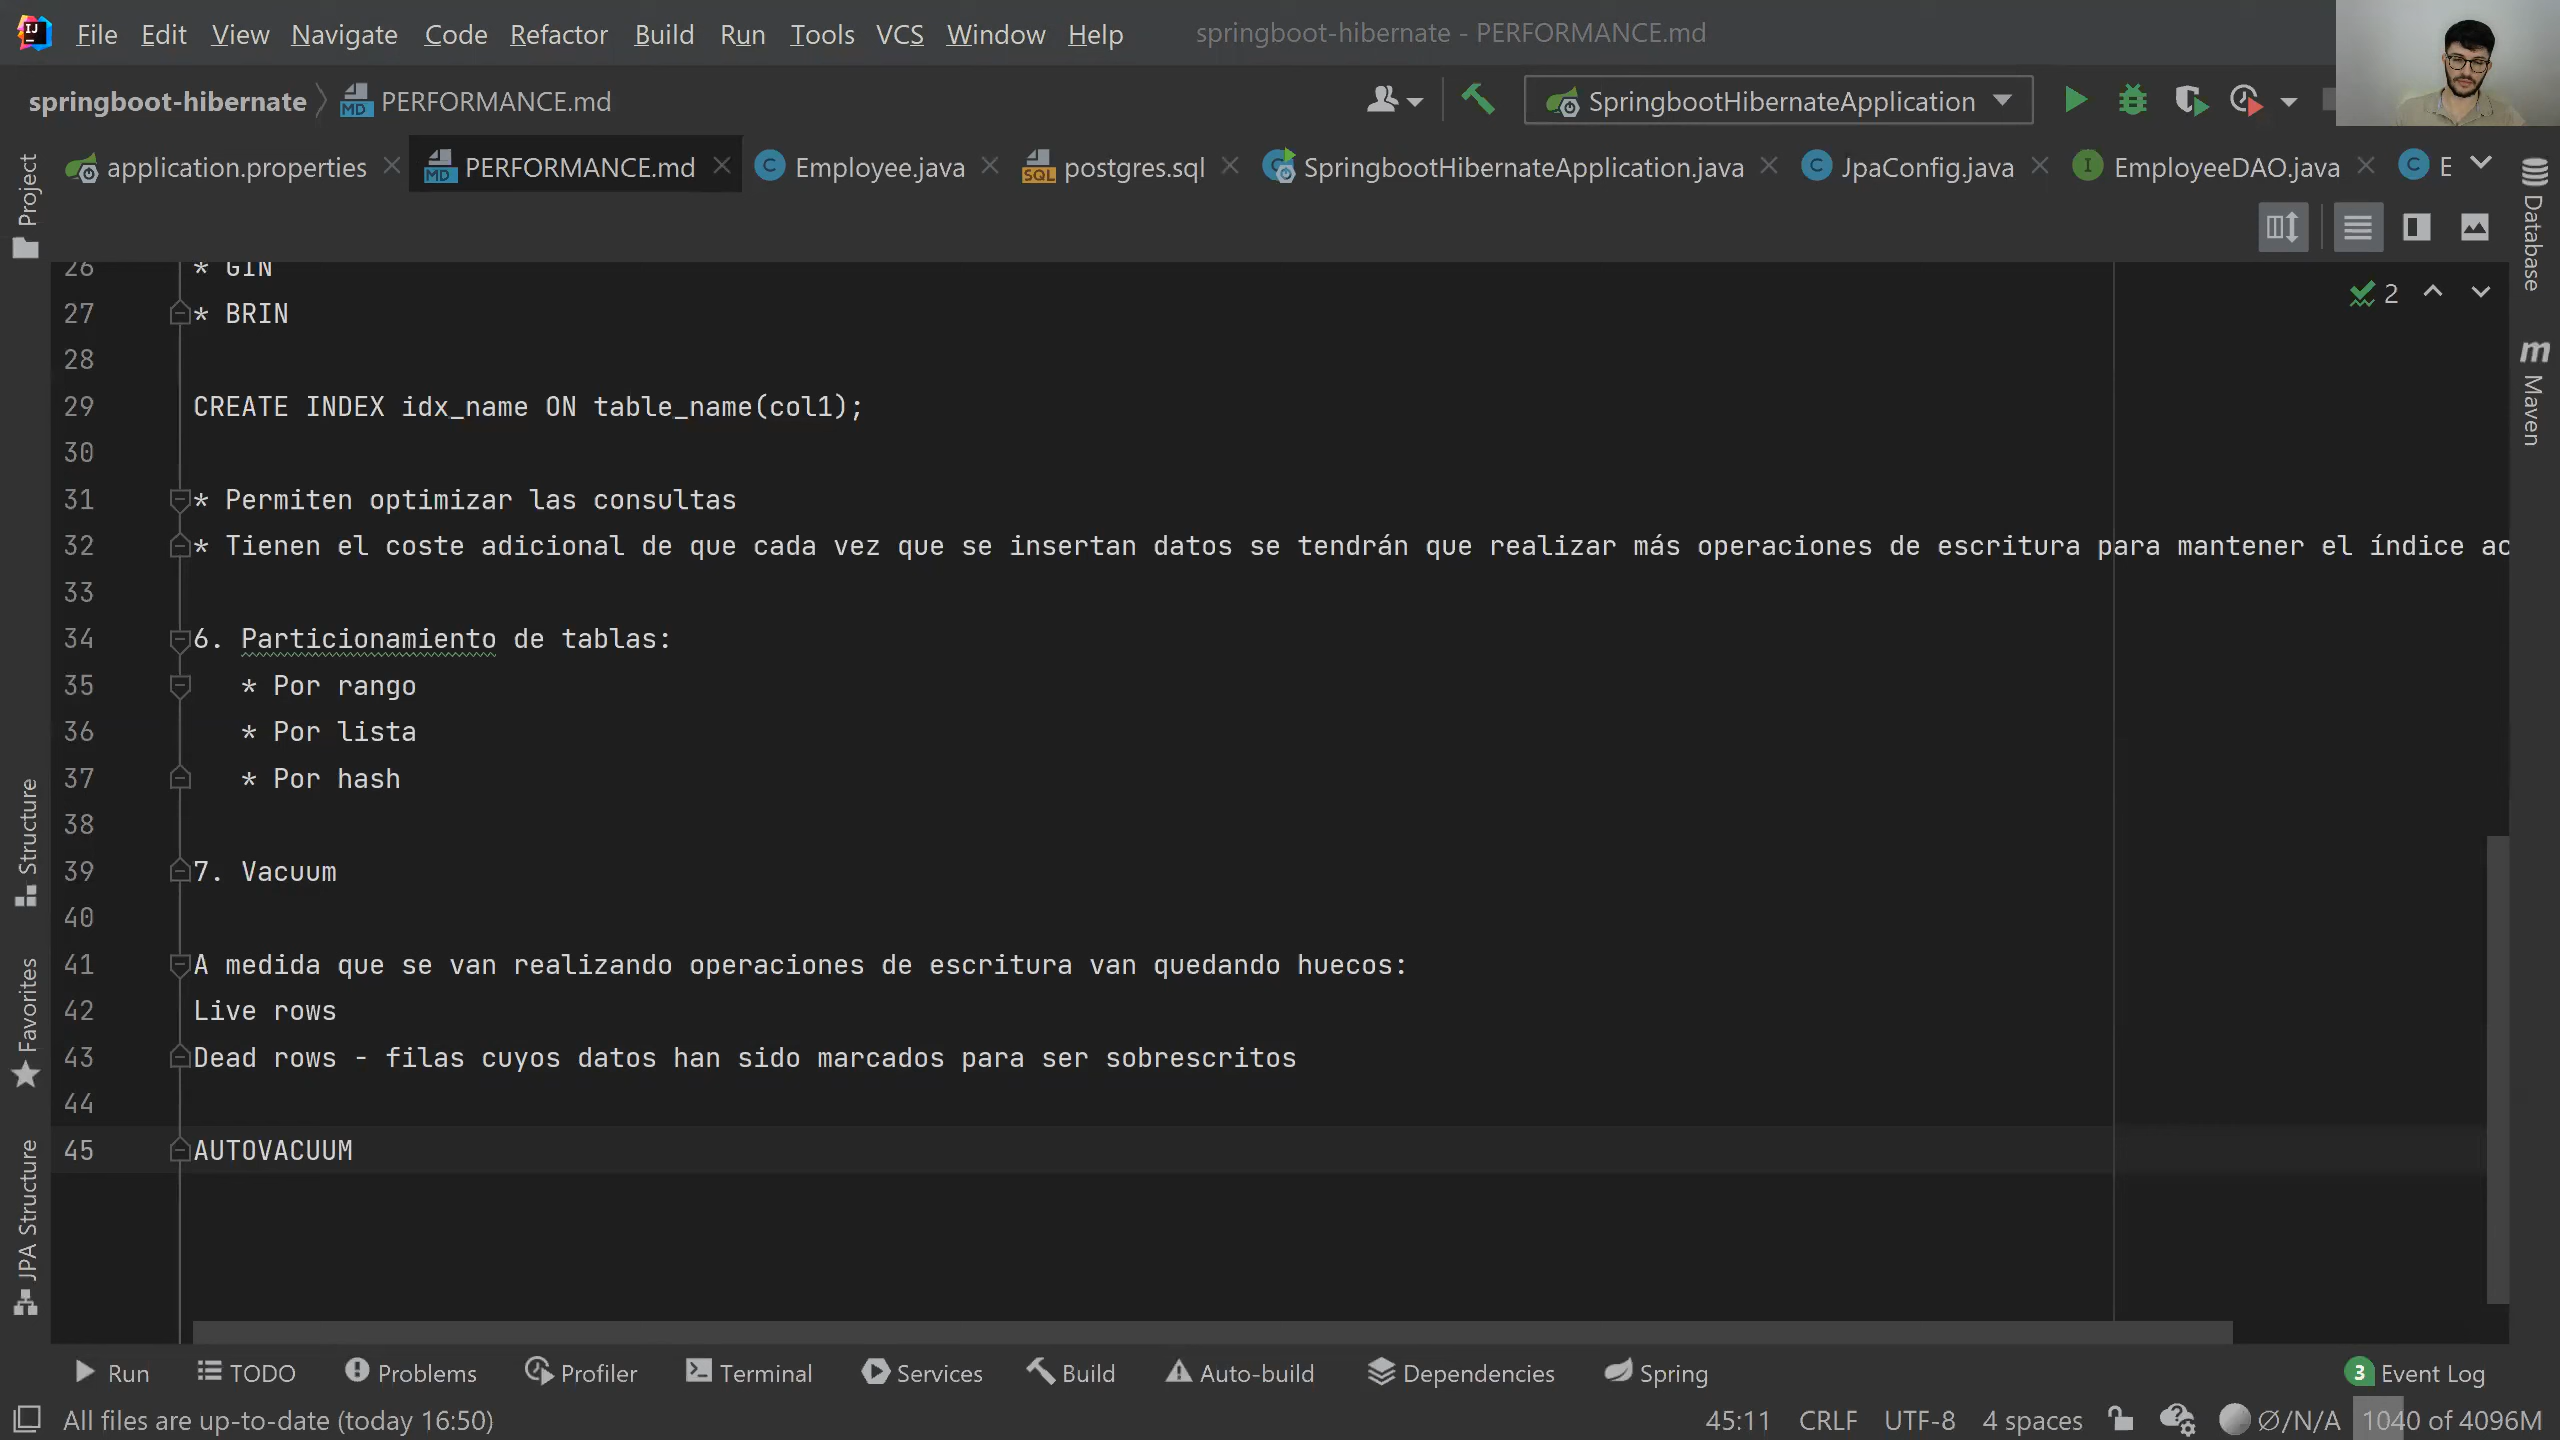 File Edit View Navigate Code Refactor Build Run Tools VCS Window Help springboot-hibernate - PERFORMANCE.md
springboot-hibernate PERFORMANCE.md SpringbootHibernateApplication
application.properties PERFORMANCE.md Employee.java postgres.sql SpringbootHibernateApplication.java JpaConfig.java EmployeeDAO.java E
Project
Database
Maven
2
26 * GIN
27 * BRIN
28
29 CREATE INDEX idx_name ON table_name(col1);
30
31 * Permiten optimizar las consultas
32 * Tienen el coste adicional de que cada vez que se insertan datos se tendrán que realizar más operaciones de escritura para mantener el índice ac
33
34 6. Particionamiento de tablas:
35 * Por rango
36 * Por lista
37 * Por hash
38
39 7. Vacuum
40
41 A medida que se van realizando operaciones de escritura van quedando huecos:
42 Live rows
43 Dead rows - filas cuyos datos han sido marcados para ser sobrescritos
44
45 AUTOVACUUM
Structure
Favorites
JPA Structure
Run TODO Problems Profiler Terminal Services Build Auto-build Dependencies Spring 3 Event Log
All files are up-to-date (today 16:50) 45:11 CRLF UTF-8 4 spaces Ø/N/A 1040 of 4096M